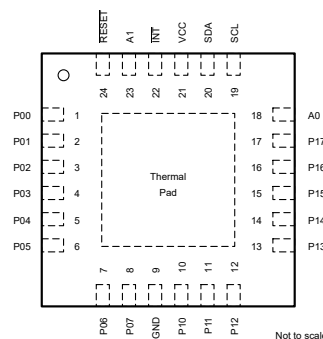 RESET A1 INT VCC SDA SCL
24 23 22 21 20 19
P00 1 18 A0
P01 2 17 P17
P02 3 16 P16
Thermal
P03 4 15 P15
Pad
P04 5 14 P14
P05 6 13 P13
7 8 9 10 11 12
P06 P07 GND P10 P11 P12
Not to scale